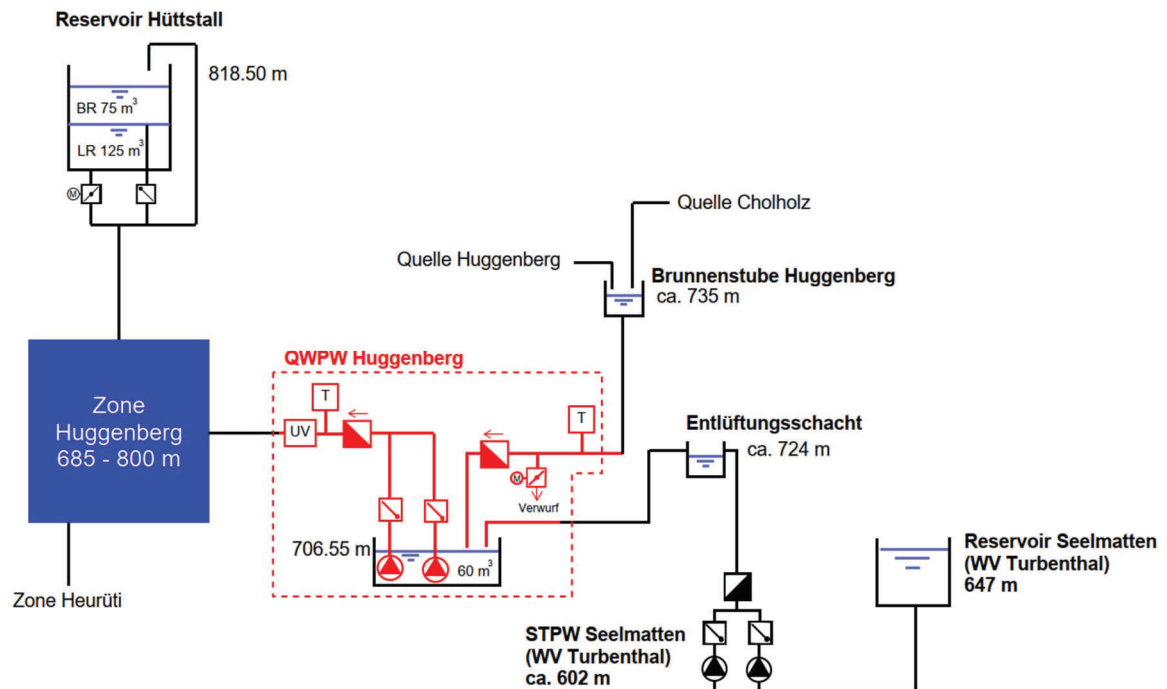 Reservoir Hüttstall
818.50 m
BR 75 m³
LR 125 m³
M
Quelle Cholholz
Quelle Huggenberg
Brunnenstube Huggenberg
ca. 735 m
QWPW Huggenberg
Zone
Huggenberg
685 - 800 m
T
UV
T
M
Verwurf
Entlüftungsschacht
ca. 724 m
706.55 m
60 m³
Zone Heurüti
Reservoir Seelmatten
(WV Turbenthal)
647 m
STPW Seelmatten
(WV Turbenthal)
ca. 602 m